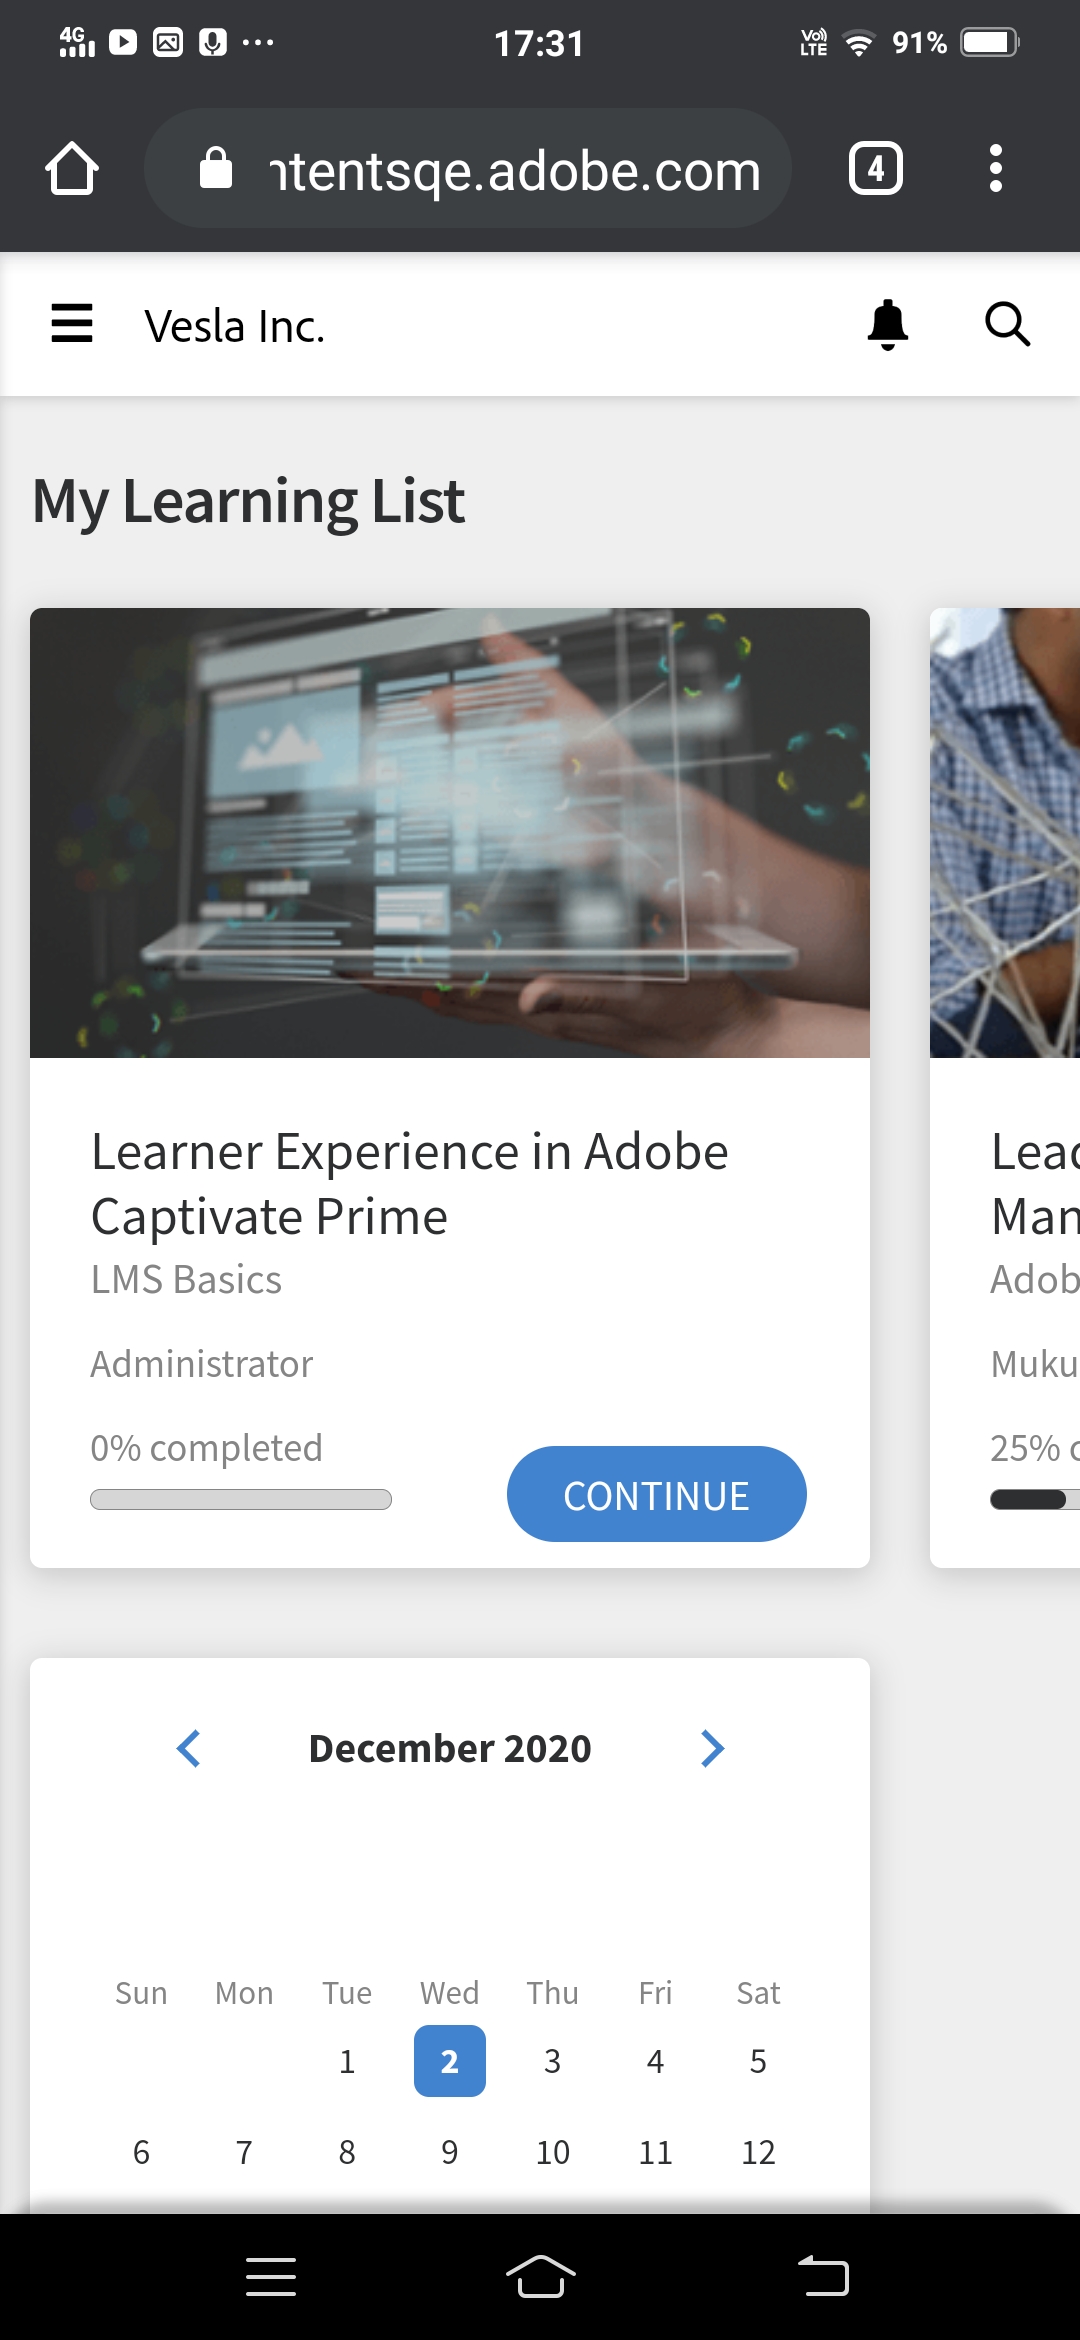 4G 17:31 Vo) LTE 91%
ntentsqe.adobe.com 4
Vesla Inc.
My Learning List
Learner Experience in Adobe
Captivate Prime
LMS Basics
Administrator
0% completed
CONTINUE
Lead
Man
Adob
Muku
25% c
December 2020
Sun Mon Tue Wed Thu Fri Sat
1 2 3 4 5
6 7 8 9 10 11 12